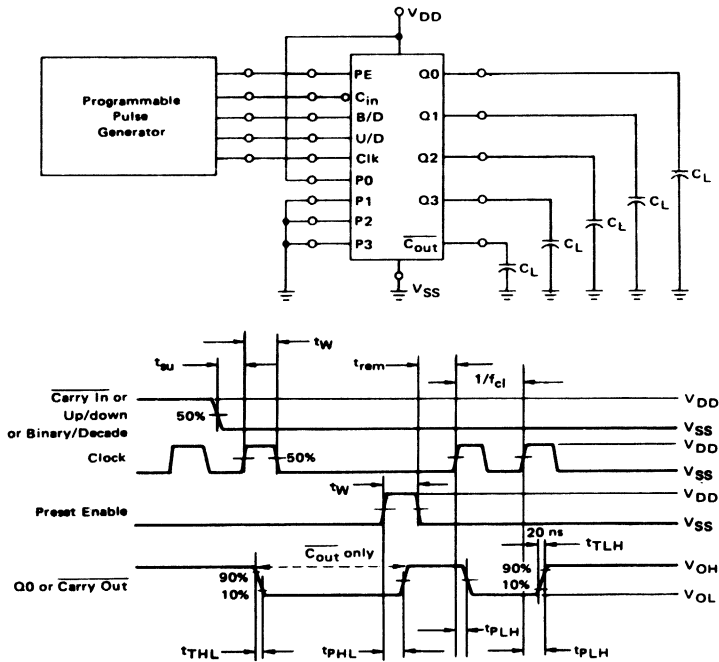 VDD
Programmable
Pulse
Generator
PE
Cin
B/D
U/D
Clk
P0
P1
P2
P3
Q0
Q1
Q2
Q3
Cout
VSS
CL
CL
CL
CL
CL
tsu
tW
trem
1/fcl
Carry In or
Up/down
or Binary/Decade
50%
VDD
VSS
Clock
50%
VDD
VSS
tW
Preset Enable
VDD
VSS
20 ns
tTLH
Cout only
Q0 or Carry Out
90%
10%
90%
10%
VOH
VOL
tTHL
tPHL
tPLH
tPLH